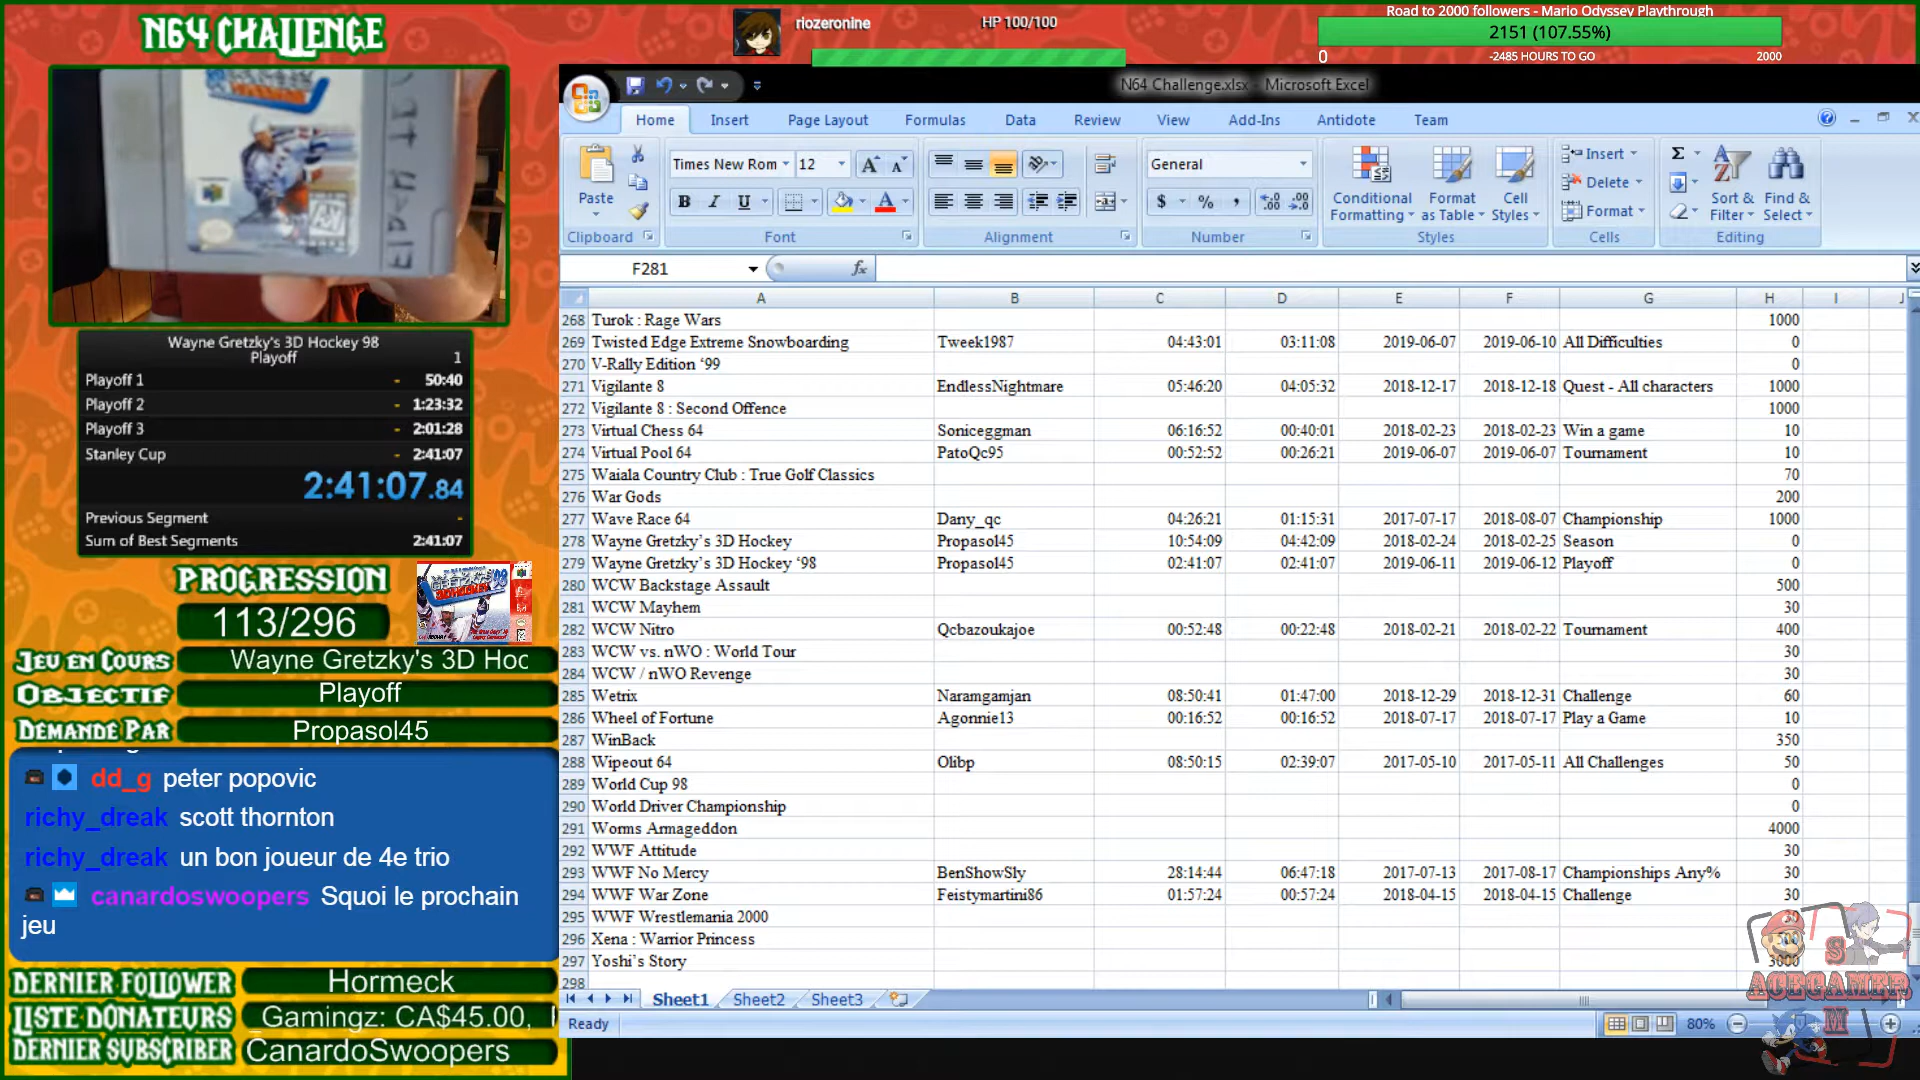 N64 CHALLENGE
riozeronine
HP 100/100
Road to 2000 followers - Mario Odyssey Playthrough
2151 (107.55%)
0
-2485 HOURS TO GO
2000
Wayne Gretzky's 3D Hockey 98
Playoff
1
Playoff 1 - 50:40
Playoff 2 - 1:23:32
Playoff 3 - 2:01:28
Stanley Cup - 2:41:07
2:41:07.84
Previous Segment -
Sum of Best Segments 2:41:07
PROGRESSION
113/296
JEU EN COURS Wayne Gretzky's 3D Hoc
OBJECTIF Playoff
DEMANDÉ PAR Propasol45
dd_g peter popovic
richy_dreak scott thornton
richy_dreak un bon joueur de 4e trio
canardoswoopers Squoi le prochain
jeu
DERNIER FOLLOWER Hormeck
LISTE DONATEURS _Gamingz: CA$45.00,
DERNIER SUBSCRIBER CanardoSwoopers
N64 Challenge.xlsx - Microsoft Excel
Home Insert Page Layout Formulas Data Review View Add-Ins Antidote Team
Paste
Clipboard
Times New Rom 12
B I U
Font
Alignment
General
$ % ,
Number
Conditional Formatting
Format as Table
Cell Styles
Styles
Insert
Delete
Format
Cells
Sort & Filter
Find & Select
Editing
F281
fx
A B C D E F G H I J
268 Turok : Rage Wars 1000
269 Twisted Edge Extreme Snowboarding Tweek1987 04:43:01 03:11:08 2019-06-07 2019-06-10 All Difficulties 0
270 V-Rally Edition ‘99 0
271 Vigilante 8 EndlessNightmare 05:46:20 04:05:32 2018-12-17 2018-12-18 Quest - All characters 1000
272 Vigilante 8 : Second Offence 1000
273 Virtual Chess 64 Soniceggman 06:16:52 00:40:01 2018-02-23 2018-02-23 Win a game 10
274 Virtual Pool 64 PatoQc95 00:52:52 00:26:21 2019-06-07 2019-06-07 Tournament 10
275 Waiala Country Club : True Golf Classics 70
276 War Gods 200
277 Wave Race 64 Dany_qc 04:26:21 01:15:31 2017-07-17 2018-08-07 Championship 1000
278 Wayne Gretzky’s 3D Hockey Propasol45 10:54:09 04:42:09 2018-02-24 2018-02-25 Season 0
279 Wayne Gretzky’s 3D Hockey ‘98 Propasol45 02:41:07 02:41:07 2019-06-11 2019-06-12 Playoff 0
280 WCW Backstage Assault 500
281 WCW Mayhem 30
282 WCW Nitro Qcbazoukajoe 00:52:48 00:22:48 2018-02-21 2018-02-22 Tournament 400
283 WCW vs. nWO : World Tour 30
284 WCW / nWO Revenge 30
285 Wetrix Naramgamjan 08:50:41 01:47:00 2018-12-29 2018-12-31 Challenge 60
286 Wheel of Fortune Agonnie13 00:16:52 00:16:52 2018-07-17 2018-07-17 Play a Game 10
287 WinBack 350
288 Wipeout 64 Olibp 08:50:15 02:39:07 2017-05-10 2017-05-11 All Challenges 50
289 World Cup 98 0
290 World Driver Championship 0
291 Worms Armageddon 4000
292 WWF Attitude 30
293 WWF No Mercy BenShowSly 28:14:44 06:47:18 2017-07-13 2017-08-17 Championships Any% 30
294 WWF War Zone Feistymartini86 01:57:24 00:57:24 2018-04-15 2018-04-15 Challenge 30
295 WWF Wrestlemania 2000
296 Xena : Warrior Princess
297 Yoshi’s Story 3000
298
Sheet1 Sheet2 Sheet3
Ready
80%
ACEGAMER
S
M